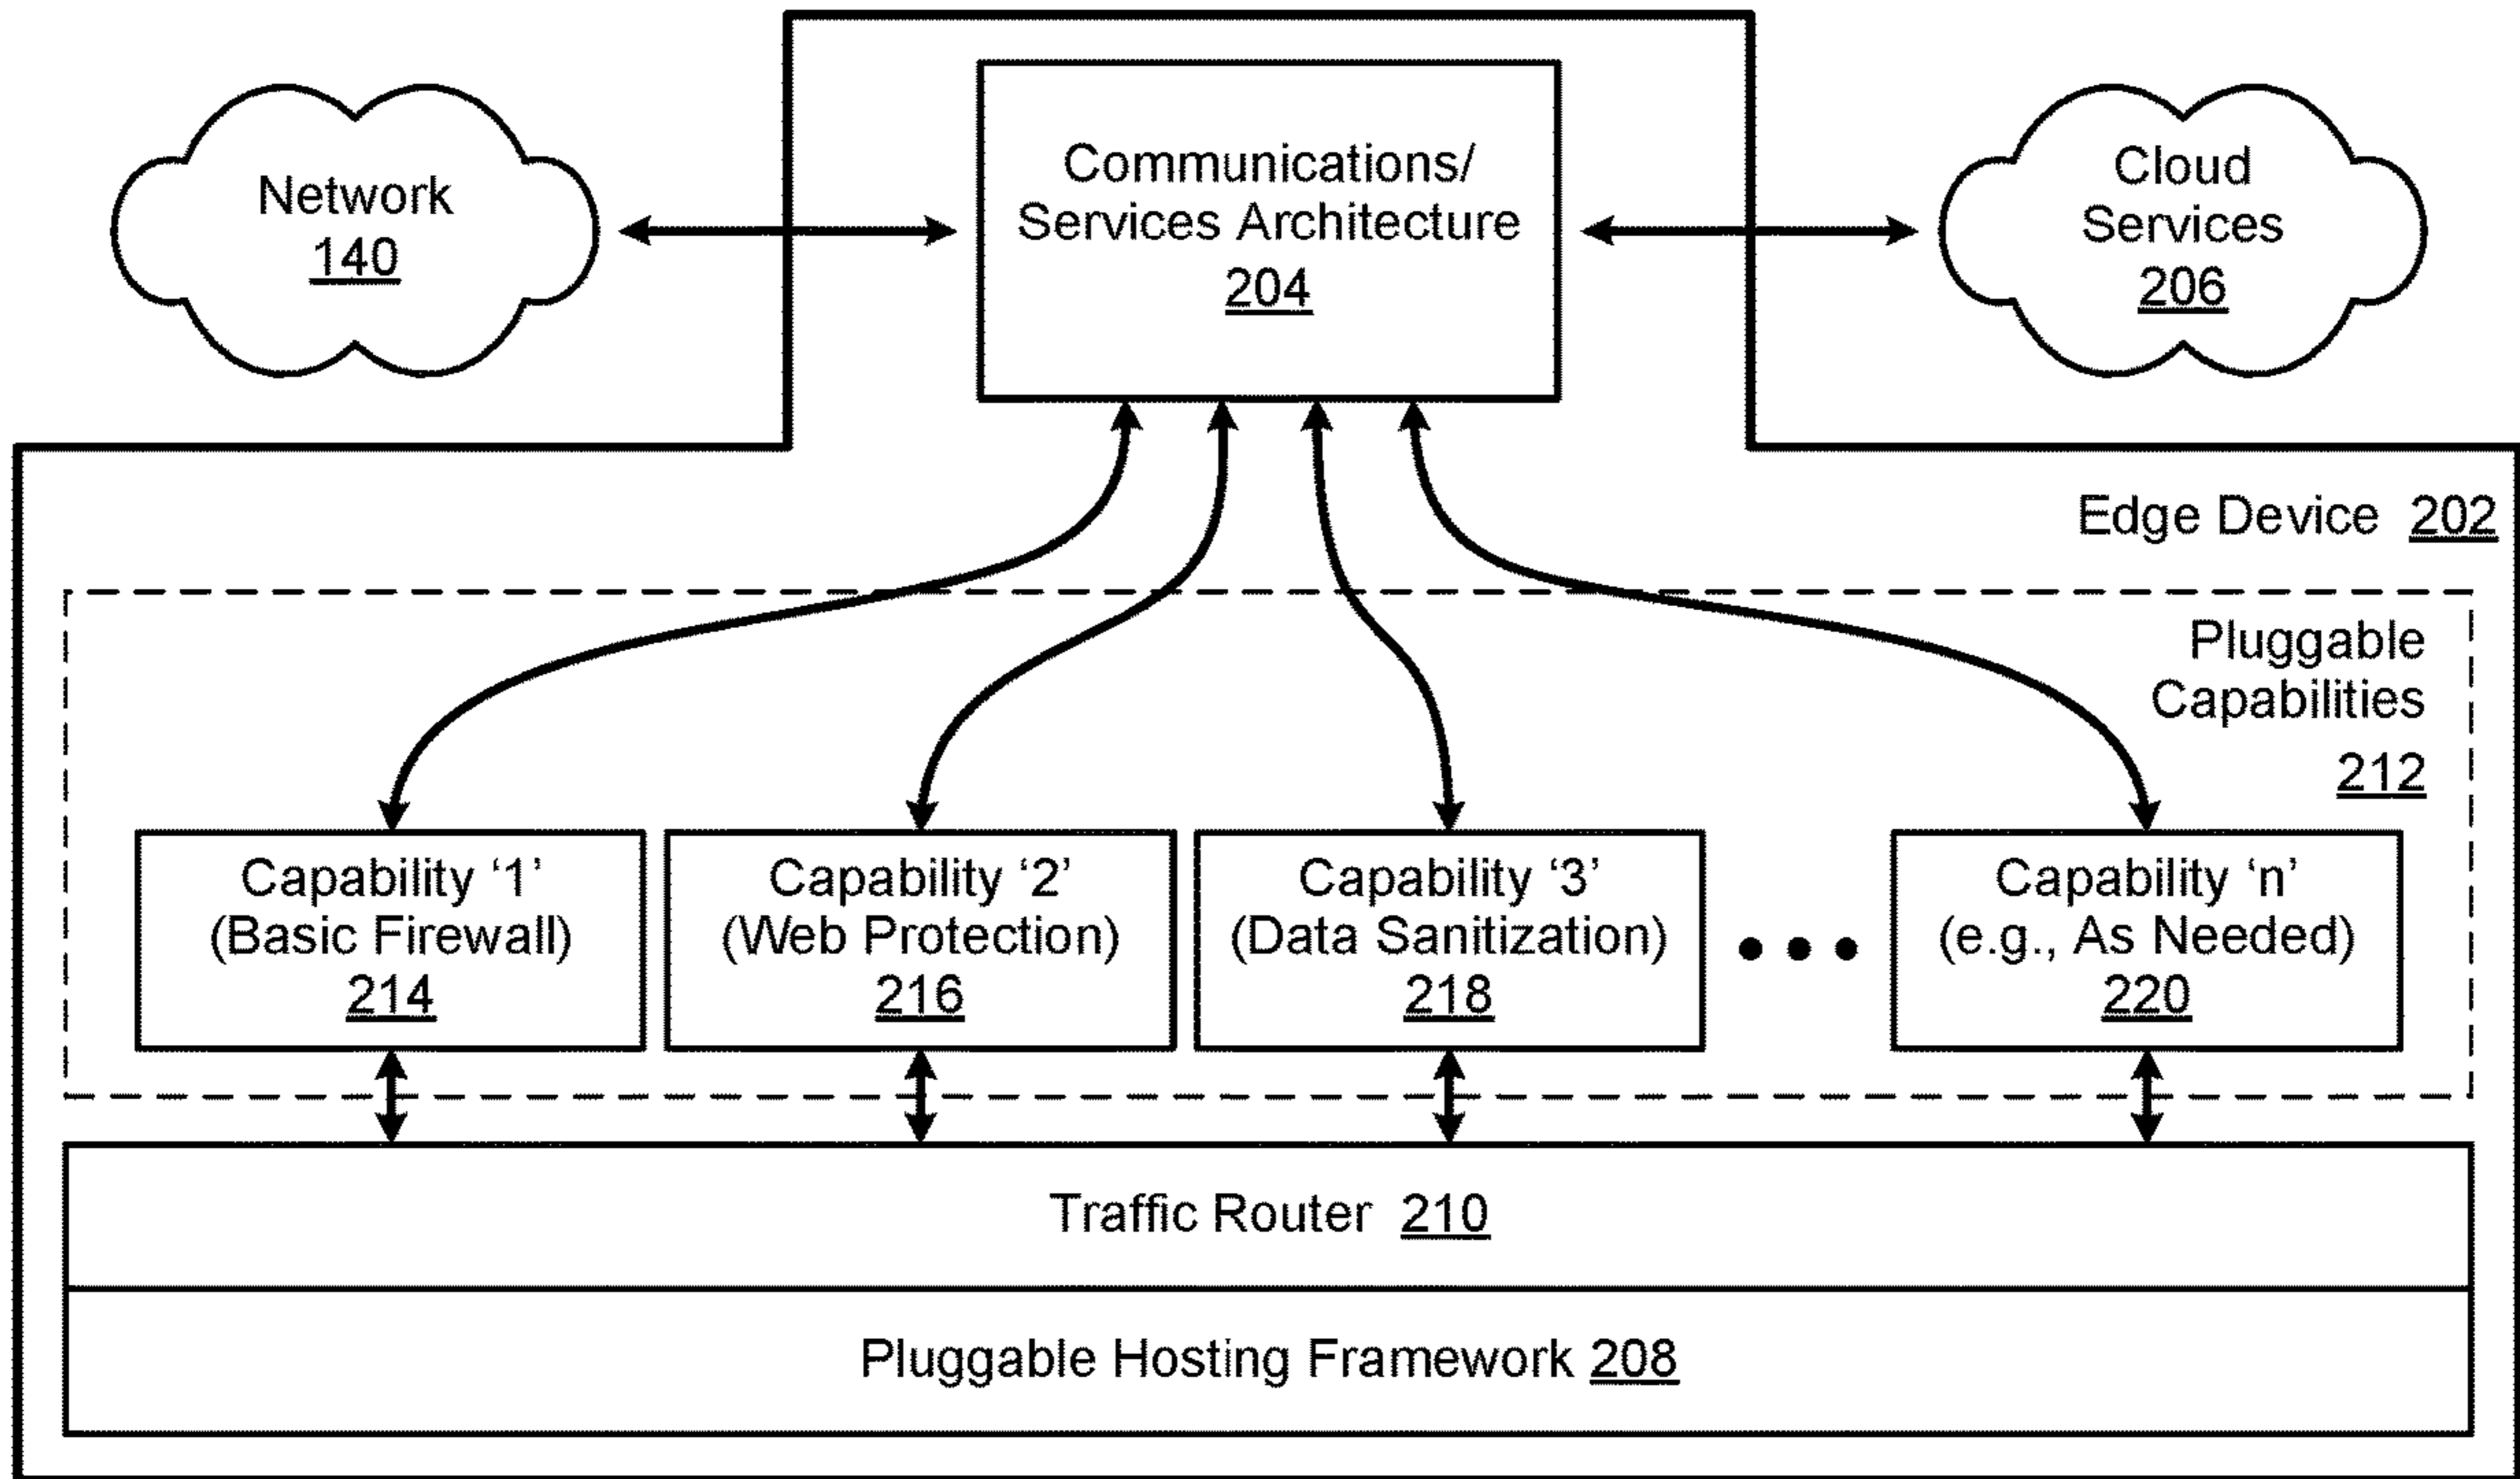 Network
140
Communications/
Services Architecture
204
Cloud
Services
206
Edge Device 202
Pluggable
Capabilities
212
Capability ‘1’
(Basic Firewall)
214
Capability ‘2’
(Web Protection)
216
Capability ‘3’
(Data Sanitization)
218
Capability ‘n’
(e.g., As Needed)
220
Traffic Router 210
Pluggable Hosting Framework 208